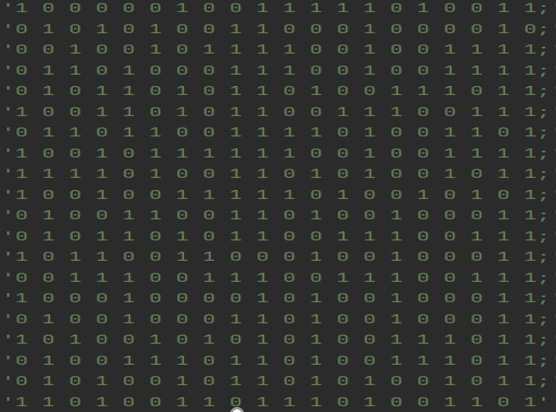 '1 0 0 0 0 0 1 0 0 1 1 1 1 1 0 1 0 0 1 1;
'0 1 0 1 0 1 0 0 1 1 0 0 0 1 0 0 0 0 1 0;
'0 0 1 0 0 1 0 0 1 1 1 1 1 0 0 1 1 1 1 1;
'0 1 1 0 1 0 0 0 1 1 1 0 0 1 0 0 1 1 1 1;
'0 1 0 1 1 0 1 0 1 1 0 1 0 0 1 1 1 0 1 1;
'1 0 0 1 1 0 1 0 1 1 0 0 1 1 1 0 0 1 1 1;
'0 1 1 0 1 1 0 0 1 1 1 0 1 0 0 1 1 1 0 1;
'1 0 0 1 0 1 1 1 1 1 1 0 0 1 0 0 1 1 1 1;
'1 1 1 1 0 1 0 0 1 1 0 1 0 1 1 0 0 1 1 1;
'1 0 1 0 0 1 1 1 1 1 1 0 1 0 0 1 0 1 0 1;
'0 1 0 0 1 1 0 0 1 1 0 1 0 0 1 0 0 0 1 1;
'0 1 0 1 1 0 1 0 1 1 1 0 0 1 1 0 0 1 1 1;
'1 0 1 1 0 0 1 1 0 0 0 1 0 0 1 1 1 0 1 1;
'0 0 1 1 1 0 0 1 1 1 0 0 0 1 1 1 0 0 1 1;
'1 0 0 0 1 0 0 0 0 1 0 1 0 0 1 0 0 0 1 1;
'0 1 0 0 1 0 0 0 1 1 0 1 0 0 1 0 0 0 1 1;
'1 0 1 0 1 0 0 1 0 1 0 1 0 0 1 1 1 0 1 1;
'0 1 0 0 1 1 1 0 1 1 0 1 0 0 1 1 1 0 1 1;
'0 1 0 1 0 0 1 0 1 1 1 0 1 0 0 1 1 0 1 1;
'1 1 0 1 0 0 1 1 0 1 1 1 0 1 0 0 1 1 0 1'